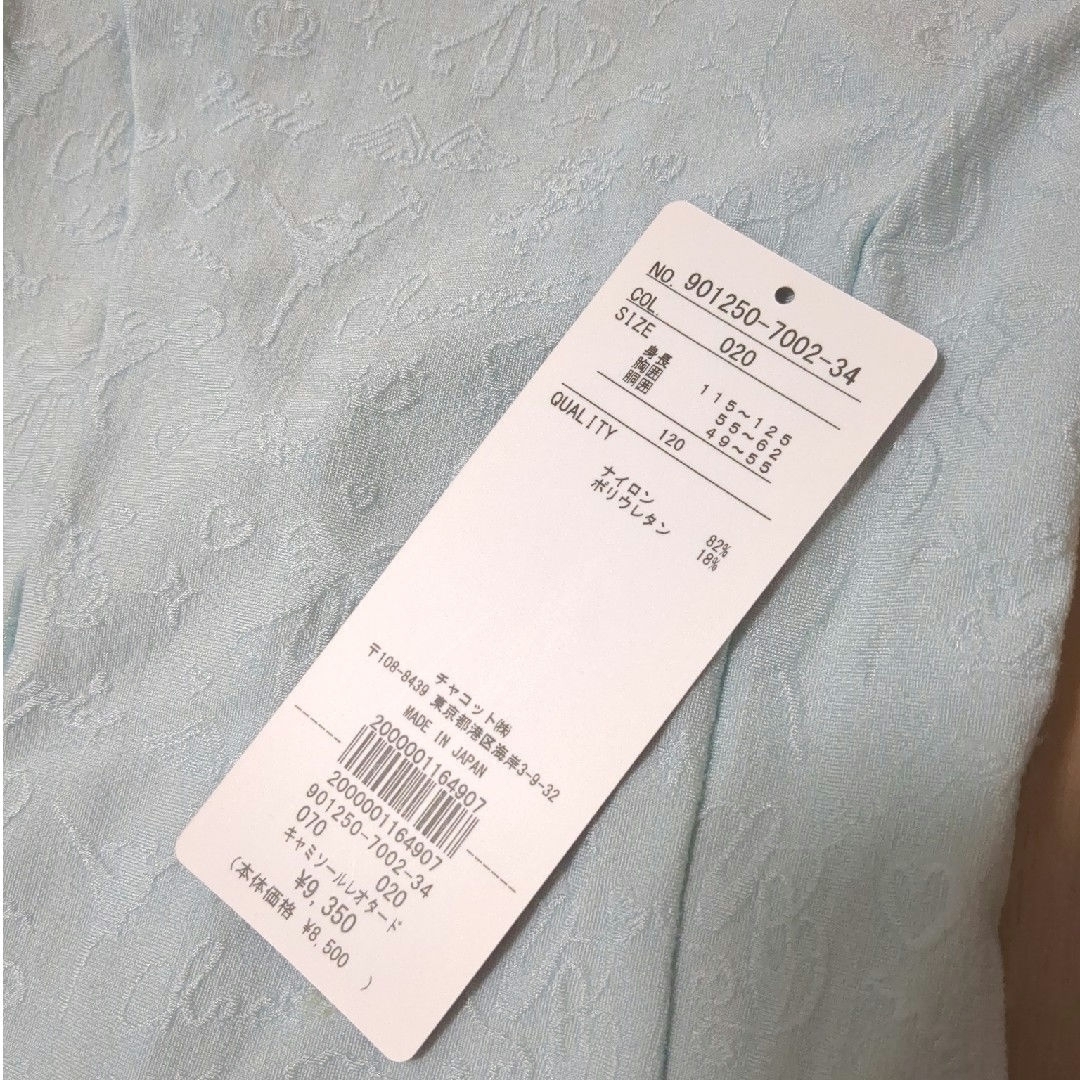 NO. 901250-7002-34
COL. 020
SIZE
身長 115~125
胸囲 55~62
胴囲 49~55
120
QUALITY
ナイロン 82%
ポリウレタン 18%
チャコット㈱
〒108-8439 東京都港区海岸3-9-32
MADE IN JAPAN
2000001164907
2000001164907
901250-7002-34
070 020
キャミソールレオタード
¥9,350
(本体価格 ¥8,500 )